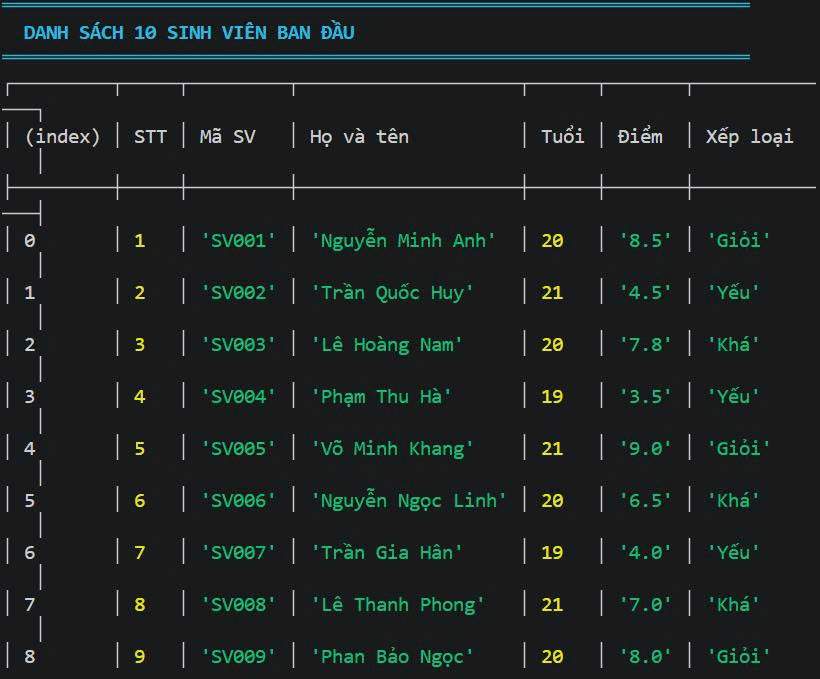 DANH SÁCH 10 SINH VIÊN BAN ĐẦU
(index) STT Mã SV Họ và tên Tuổi Điểm Xếp loại
0 1 'SV001' 'Nguyễn Minh Anh' 20 '8.5' 'Giỏi'
1 2 'SV002' 'Trần Quốc Huy' 21 '4.5' 'Yếu'
2 3 'SV003' 'Lê Hoàng Nam' 20 '7.8' 'Khá'
3 4 'SV004' 'Phạm Thu Hà' 19 '3.5' 'Yếu'
4 5 'SV005' 'Võ Minh Khang' 21 '9.0' 'Giỏi'
5 6 'SV006' 'Nguyễn Ngọc Linh' 20 '6.5' 'Khá'
6 7 'SV007' 'Trần Gia Hân' 19 '4.0' 'Yếu'
7 8 'SV008' 'Lê Thanh Phong' 21 '7.0' 'Khá'
8 9 'SV009' 'Phan Bảo Ngọc' 20 '8.0' 'Giỏi'